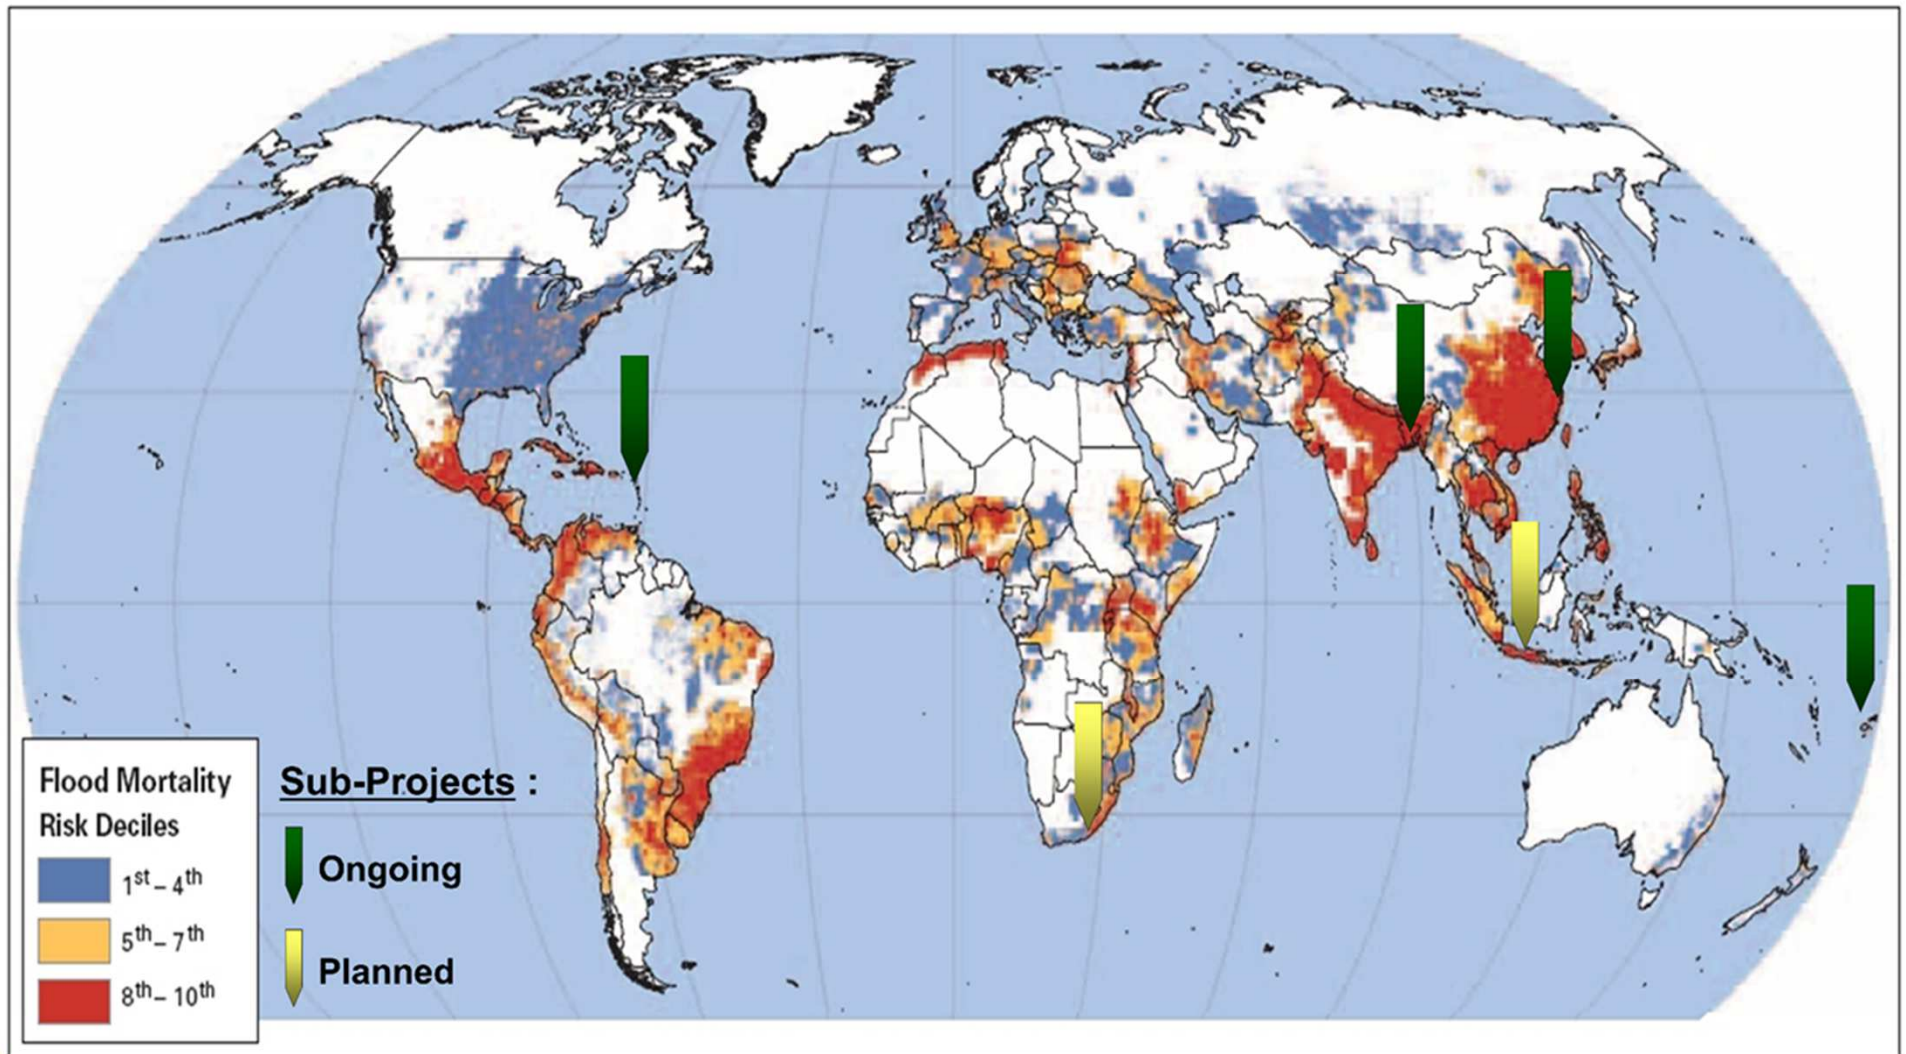 Flood Mortality
Risk Deciles
1st – 4th
5th – 7th
8th – 10th
Sub-Projects :
Ongoing
Planned